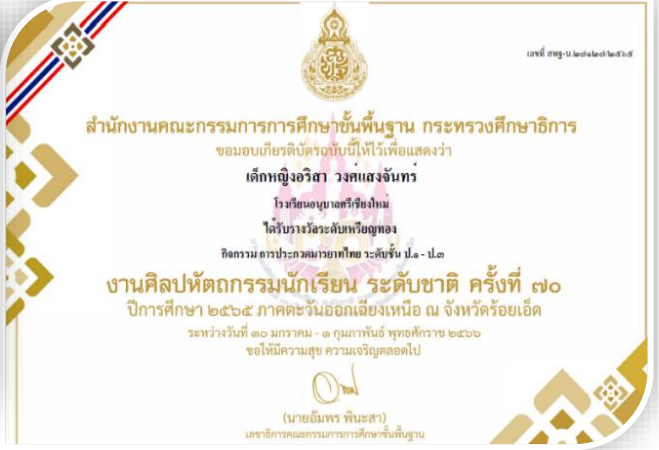 เลขที่ สพฐ-น
สำนักงานคณะกรรมการการศึกษาขั้นพื้นฐาน กระทรวงศึกษาธิการ
ขอมอบเกียรติบัตรฉบับนี้ให้ไว้เพื่อแสดงว่า
เด็กหญิงอริสา วงศ์แสงจันทร์
โรงเรียนอนุบาลศรีเชียงใหม่
ได้รับรางวัลระดับเหรียญทอง
กิจกรรม การประกวดมารยาทไทย ระดับชั้น ป.๑ - ป.๓
งานศิลปหัตถกรรมนักเรียน ระดับชาติ ครั้งที่ ๗๐
ปีการศึกษา ๒๕๖๕ ภาคตะวันออกเฉียงเหนือ ณ จังหวัดร้อยเอ็ด
ระหว่างวันที่ ๓๐ มกราคม - ๑ กุมภาพันธ์ พุทธศักราช ๒๕๖๖
ขอให้มีความสุข ความเจริญตลอดไป
(นายอัมพร พินะสา)
เลขาธิการคณะกรรมการการศึกษาขั้นพื้นฐาน